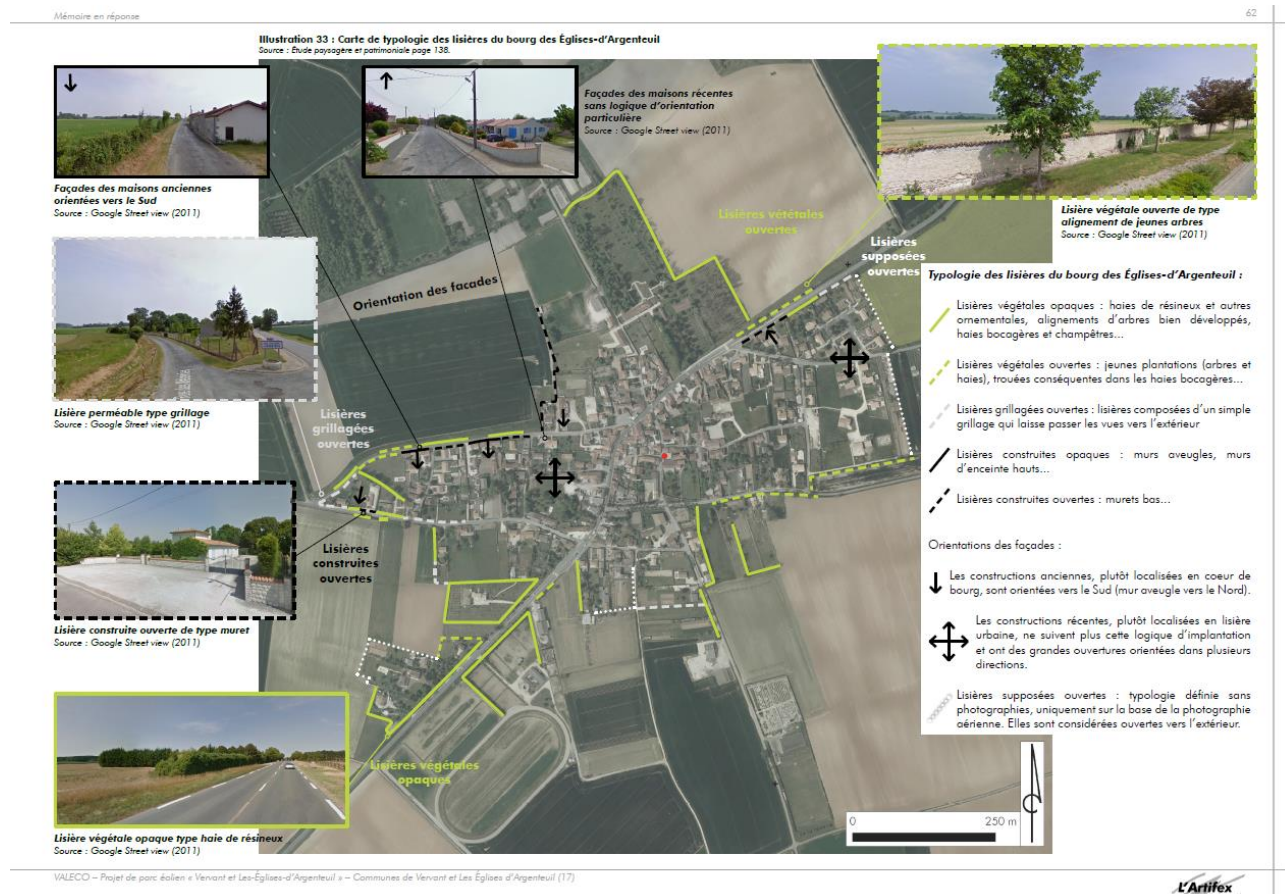 Mémoire en réponse
62
Illustration 33 : Carte de typologie des lisières du bourg des Églises-d'Argenteuil
Source : Étude paysagère et patrimoniale page 138.
Façades des maisons récentes
sans logique d'orientation
particulière
Source : Google Street view (2011)
Façades des maisons anciennes
orientées vers le Sud
Source : Google Street view (2011)
Lisière végétale ouverte de type
alignement de jeunes arbres
Source : Google Street view (2011)
Lisières vététales
ouvertes
Lisières
supposées
ouvertes
Orientation des facades
Lisière perméable type grillage
Source : Google Street view (2011)
Lisières
grillagées
ouvertes
Lisières
construites
ouvertes
Lisière construite ouverte de type muret
Source : Google Street view (2011)
Lisières végétales
opaques
Lisière végétale opaque type haie de résineux
Source : Google Street view (2011)
Typologie des lisières du bourg des Églises-d'Argenteuil :
Lisières végétales opaques : haies de résineux et autres
ornementales, alignements d'arbres bien développés,
haies bocagères et champêtres...
Lisières végétales ouvertes : jeunes plantations (arbres et
haies), trouées conséquentes dans les haies bocagères...
Lisières grillagées ouvertes : lisières composées d'un simple
grillage qui laisse passer les vues vers l'extérieur
Lisières construites opaques : murs aveugles, murs
d'enceinte hauts...
Lisières construites ouvertes : murets bas...
Orientations des façades :
Les constructions anciennes, plutôt localisées en coeur de
bourg, sont orientées vers le Sud (mur aveugle vers le Nord).
Les constructions récentes, plutôt localisées en lisière
urbaine, ne suivent plus cette logique d'implantation
et ont des grandes ouvertures orientées dans plusieurs
directions.
Lisières supposées ouvertes : typologie définie sans
photographies, uniquement sur la base de la photographie
aérienne. Elles sont considérées ouvertes vers l'extérieur.
0
250 m
VALECO – Projet de parc éolien « Vervant et Les-Églises-d'Argenteuil » – Communes de Vervant et Les Églises d'Argenteuil (17)
L'Artifex